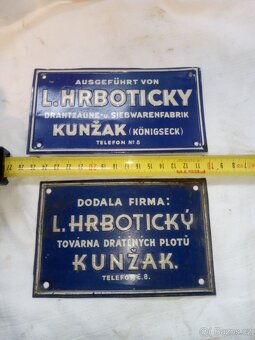 AUSGEFÜHRT VON
L. HRBOTICKY
DRAHTZÄUNE- u. SIEBWARENFABRIK
KUNŽAK (KÖNIGSECK)
TELEFON No 8
DODALA FIRMA:
L. HRBOTICKÝ
TOVÁRNA DRÁTĚNÝCH PLOTŮ
KUNŽAK.
TELEFON Č. 8.